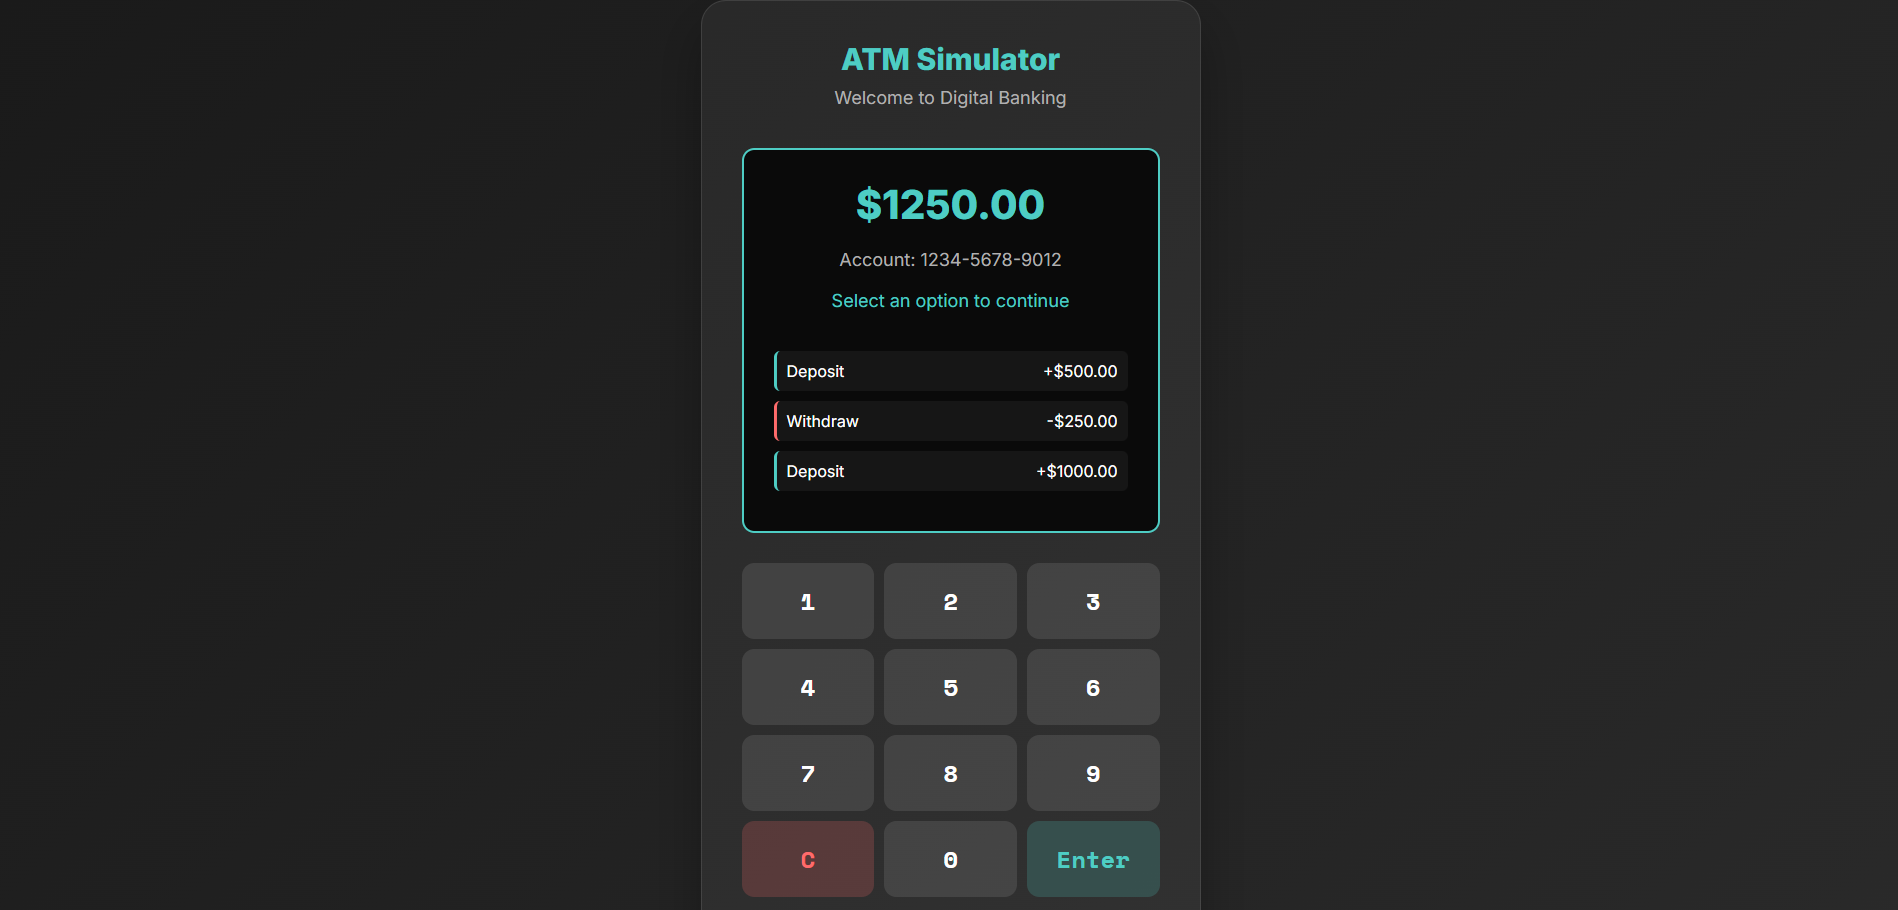 ATM Simulator
Welcome to Digital Banking
$1250.00
Account: 1234-5678-9012
Select an option to continue
Deposit +$500.00
Withdraw -$250.00
Deposit +$1000.00
1 2 3
4 5 6
7 8 9
C 0 Enter